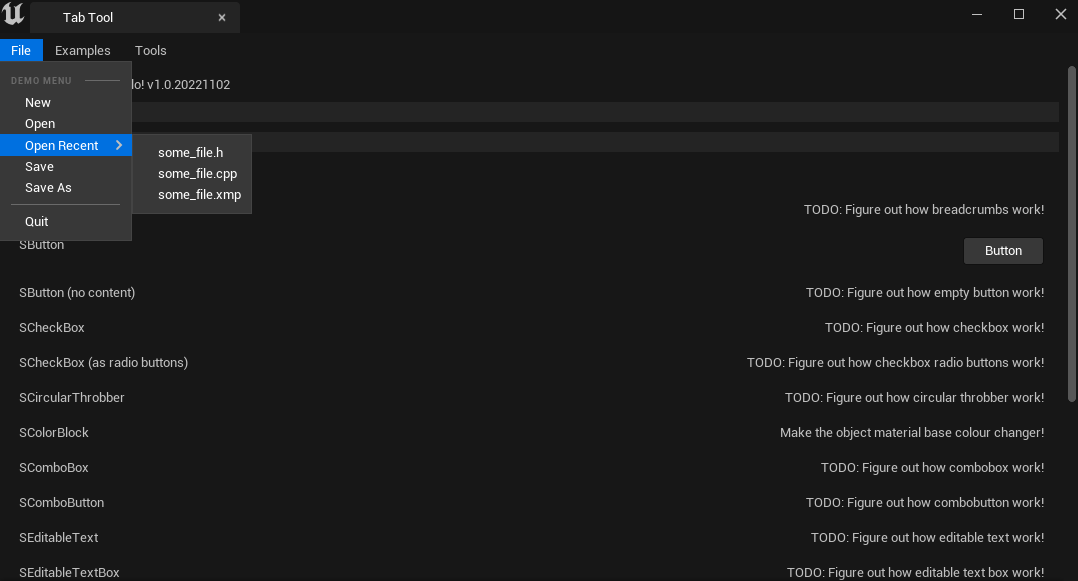 Tab Tool
File Examples Tools
DEMO MENU
lo! v1.0.20221102
New
Open
Open Recent
some_file.h
some_file.cpp
some_file.xmp
Save
Save As
Quit
TODO: Figure out how breadcrumbs work!
SButton
Button
SButton (no content)
TODO: Figure out how empty button work!
SCheckBox
TODO: Figure out how checkbox work!
SCheckBox (as radio buttons)
TODO: Figure out how checkbox radio buttons work!
SCircularThrobber
TODO: Figure out how circular throbber work!
SColorBlock
Make the object material base colour changer!
SComboBox
TODO: Figure out how combobox work!
SComboButton
TODO: Figure out how combobutton work!
SEditableText
TODO: Figure out how editable text work!
SEditableTextBox
TODO: Figure out how editable text box work!